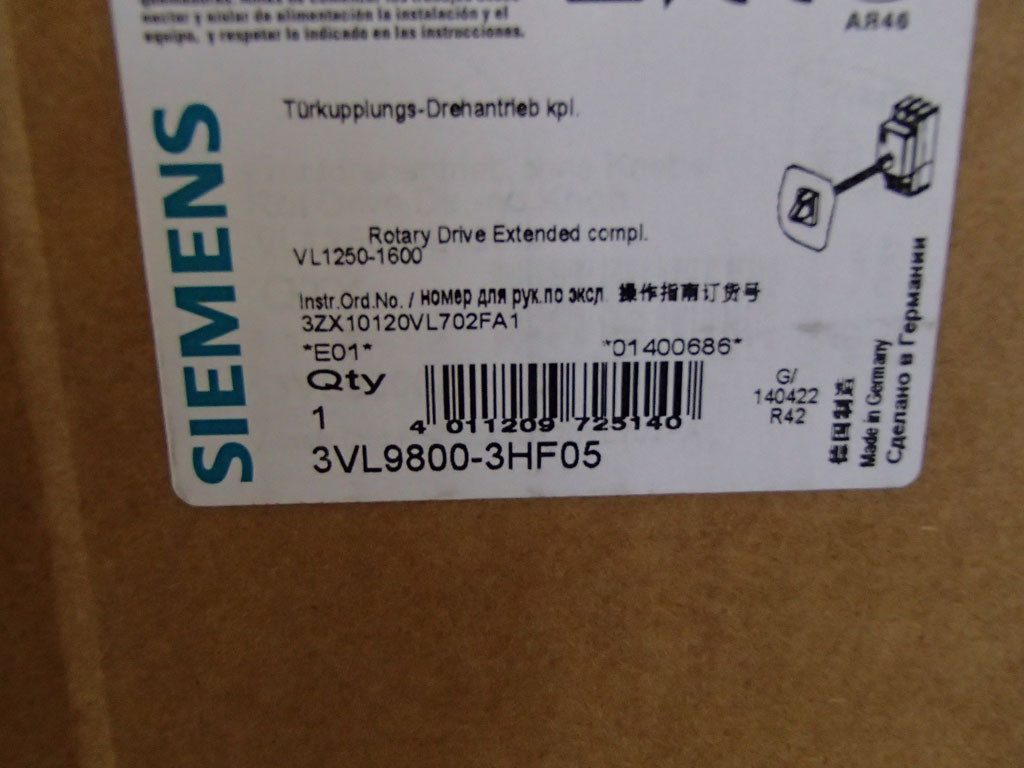 nectar y aislar de alimentación la instalación y el
equipo, y respetar lo indicado en las instrucciones.
AR46
SIEMENS
Türkupplungs-Drehantrieb kpl.
Rotary Drive Extended compl.
VL1250-1600
Instr.Ord.No. / номер для рук.по эксл. 操作指南订货号
3ZX10120VL702FA1
*E01* *01400686*
Qty
1
4 011209 725140
3VL9800-3HF05
G/
140422
R42
德国制造
Made in Germany
Сделано в Германии